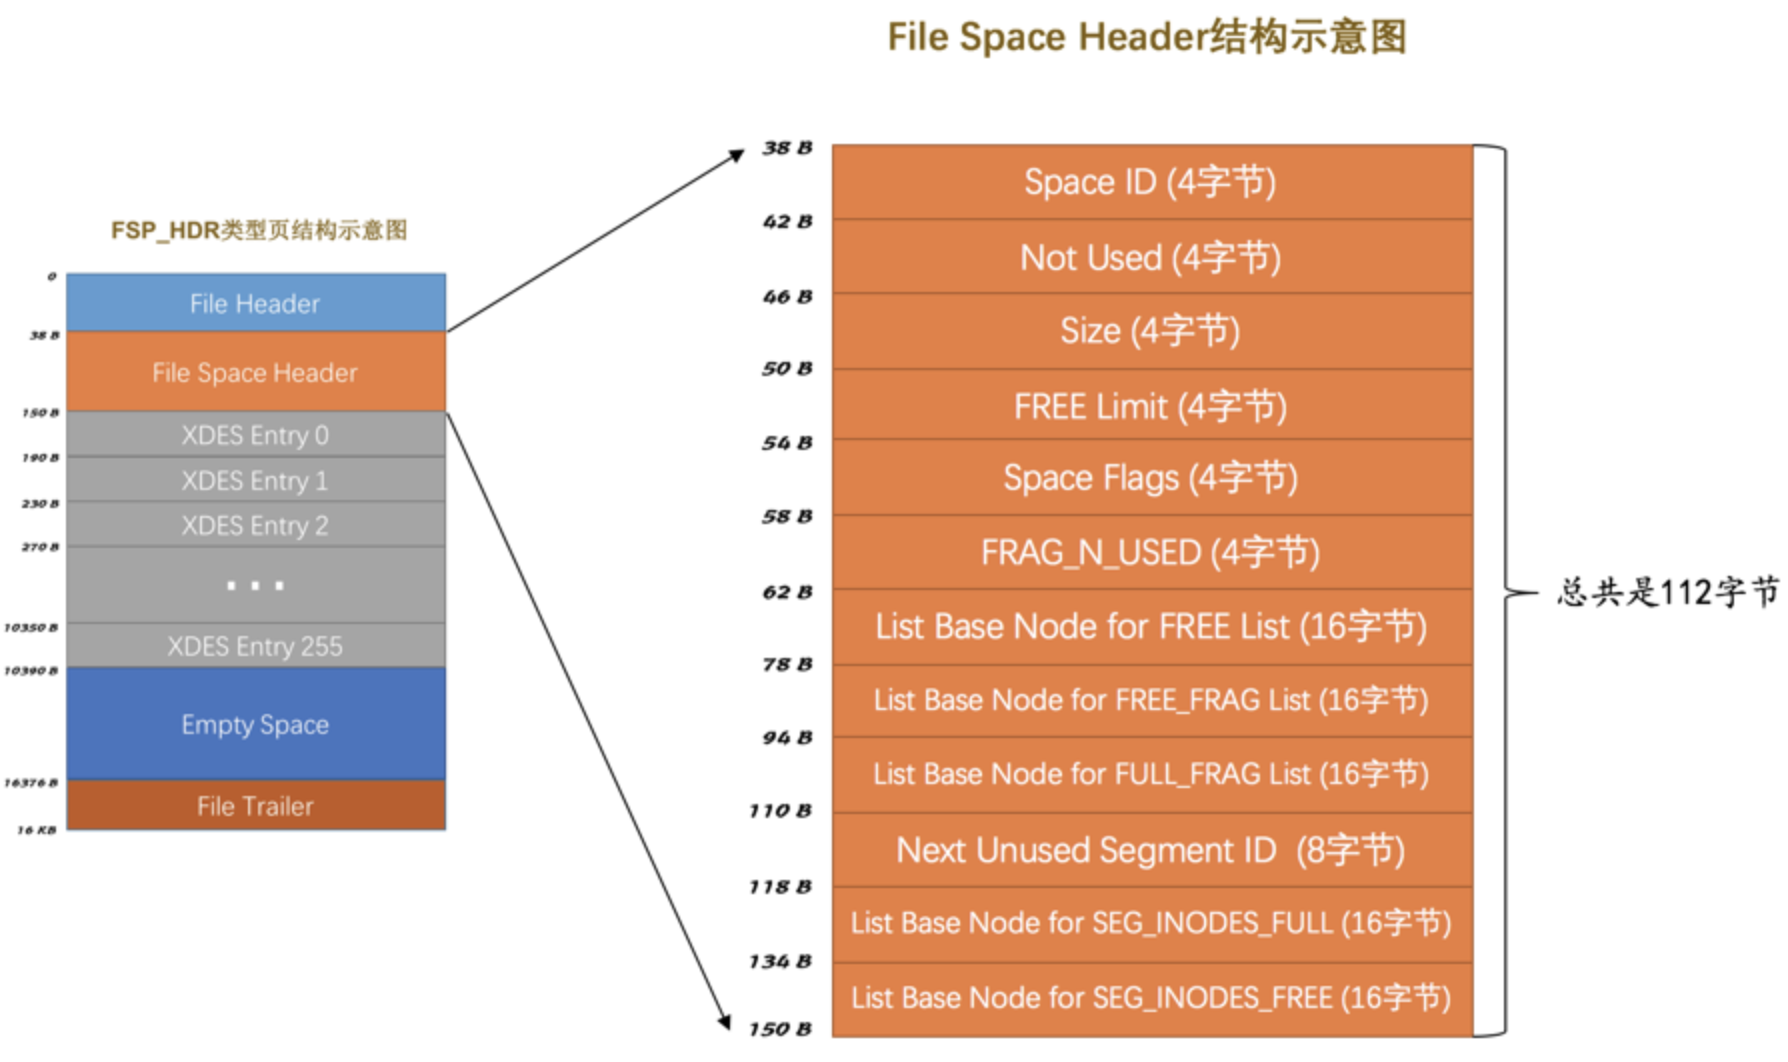 File Space Header结构示意图
FSP_HDR类型页结构示意图
0
File Header
38 B
File Space Header
150 B
XDES Entry 0
190 B
XDES Entry 1
230 B
XDES Entry 2
270 B
...
10350 B
XDES Entry 255
10390 B
Empty Space
16376 B
File Trailer
16 KB
38 B
Space ID (4字节)
42 B
Not Used (4字节)
46 B
Size (4字节)
50 B
FREE Limit (4字节)
54 B
Space Flags (4字节)
58 B
FRAG_N_USED (4字节)
62 B
List Base Node for FREE List (16字节)
78 B
List Base Node for FREE_FRAG List (16字节)
94 B
List Base Node for FULL_FRAG List (16字节)
110 B
Next Unused Segment ID (8字节)
118 B
List Base Node for SEG_INODES_FULL (16字节)
134 B
List Base Node for SEG_INODES_FREE (16字节)
150 B
总共是112字节